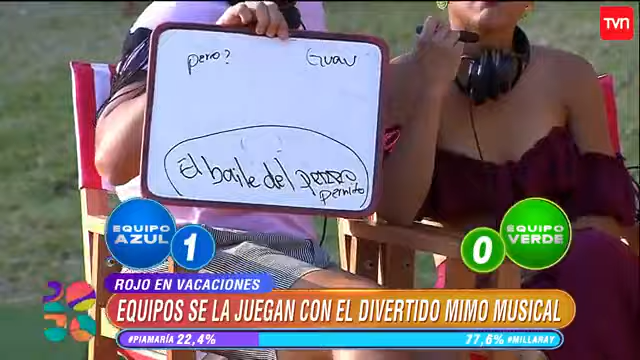 TVN
perro? Guau
El baile del perro
perrito
EQUIPO AZUL 1
0 EQUIPO VERDE
ROJO EN VACACIONES
EQUIPOS SE LA JUEGAN CON EL DIVERTIDO MIMO MUSICAL
#PIAMARÍA 22,4% 77,6% #MILLARAY